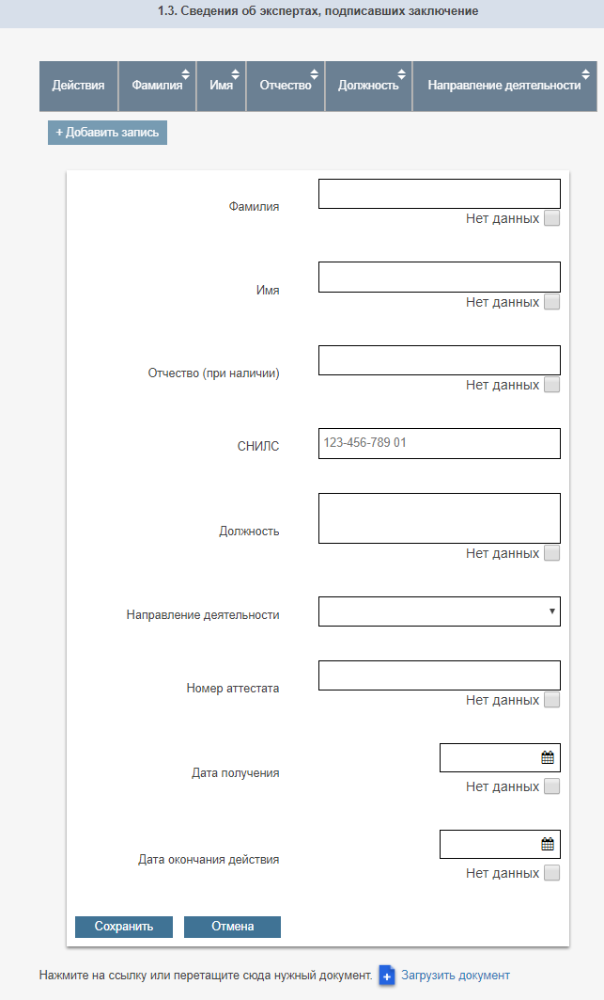 1.3. Сведения об экспертах, подписавших заключение
Действия Фамилия Имя Отчество Должность Направление деятельности
+ Добавить запись
Фамилия
Нет данных
Имя
Нет данных
Отчество (при наличии)
Нет данных
СНИЛС 123-456-789 01
Должность
Нет данных
Направление деятельности
Номер аттестата
Нет данных
Дата получения
Нет данных
Дата окончания действия
Нет данных
Сохранить Отмена
Нажмите на ссылку или перетащите сюда нужный документ. Загрузить документ